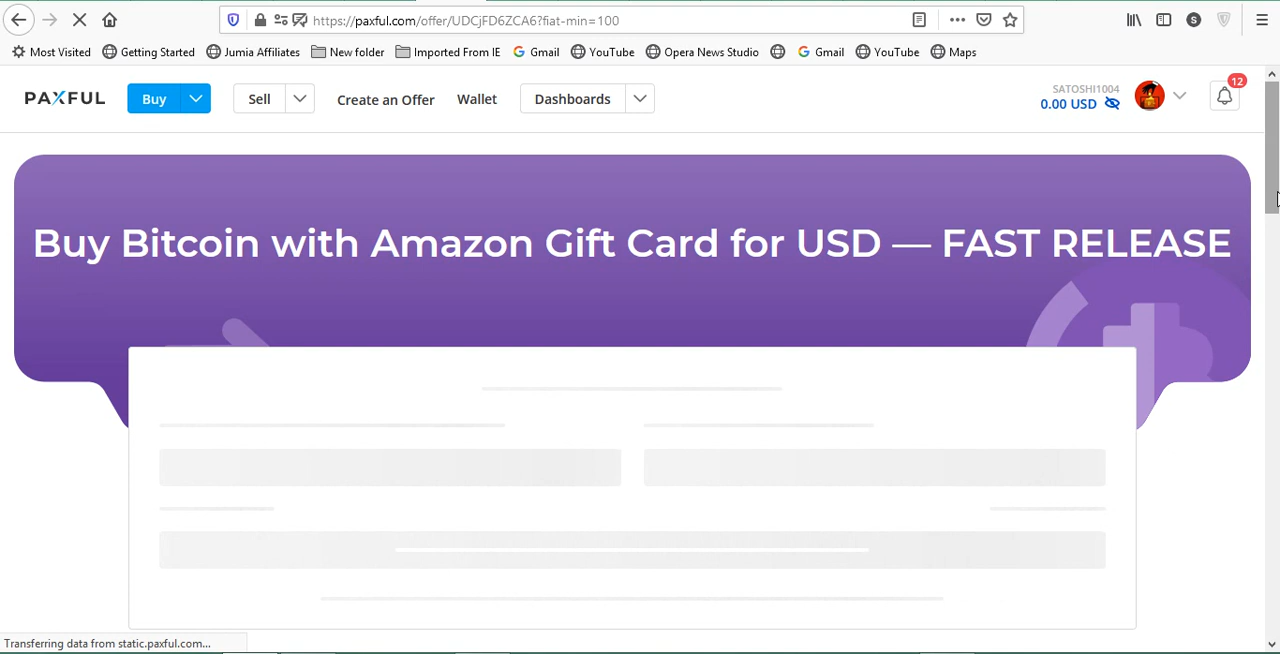 https://paxful.com/offer/UDCjFD6ZCA6?fiat-min=100
S
Most Visited Getting Started Jumia Affiliates New folder Imported From IE Gmail YouTube Opera News Studio Gmail YouTube Maps
PAXFUL Buy Sell Create an Offer Wallet Dashboards
SATOSHI1004
0.00 USD
12
Buy Bitcoin with Amazon Gift Card for USD — FAST RELEASE
Transferring data from static.paxful.com...